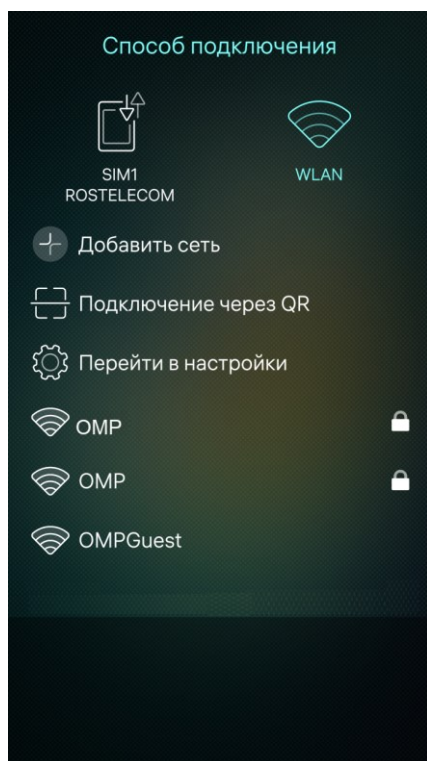 Способ подключения
SIM1
ROSTELECOM
WLAN
Добавить сеть
Подключение через QR
Перейти в настройки
OMP
OMP
OMPGuest